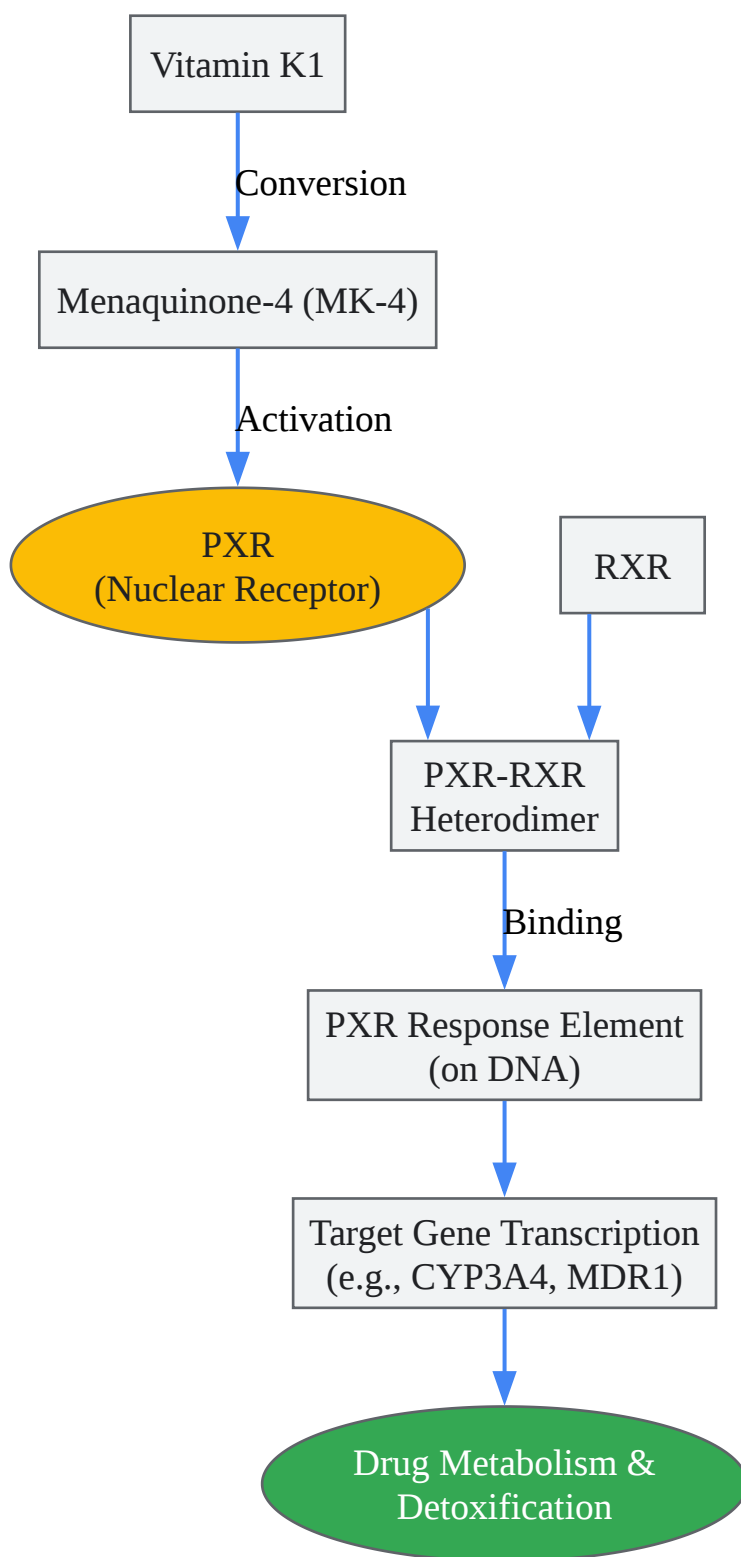 Vitamin K1
Conversion
Menaquinone-4 (MK-4)
Activation
PXR
(Nuclear Receptor)
RXR
PXR-RXR
Heterodimer
Binding
PXR Response Element
(on DNA)
Target Gene Transcription
(e.g., CYP3A4, MDR1)
Drug Metabolism &
Detoxification